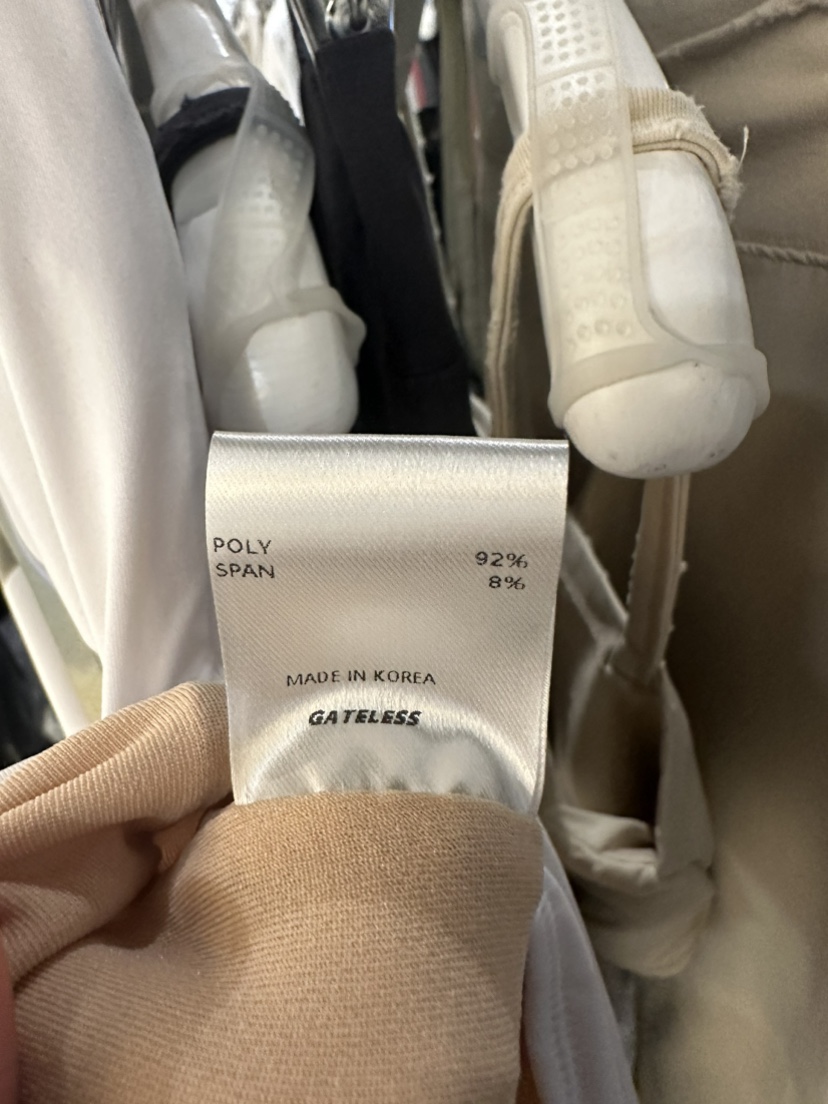 POLY 92%
SPAN 8%
MADE IN KOREA
GATELESS